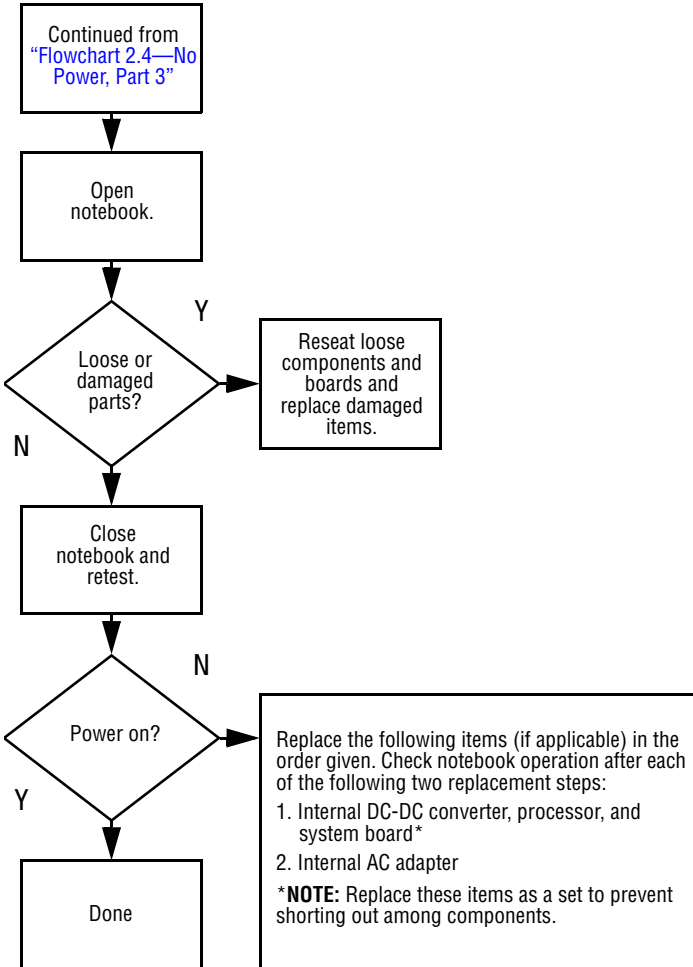 Continued from
“Flowchart 2.4—No
Power, Part 3”
Open
notebook.
Y
Loose or
damaged
parts?
Reseat loose
components and
boards and
replace damaged
items.
N
Close
notebook and
retest.
N
Power on?
Replace the following items (if applicable) in the
order given. Check notebook operation after each
of the following two replacement steps:
1. Internal DC-DC converter, processor, and
system board*
2. Internal AC adapter
*NOTE: Replace these items as a set to prevent
shorting out among components.
Y
Done